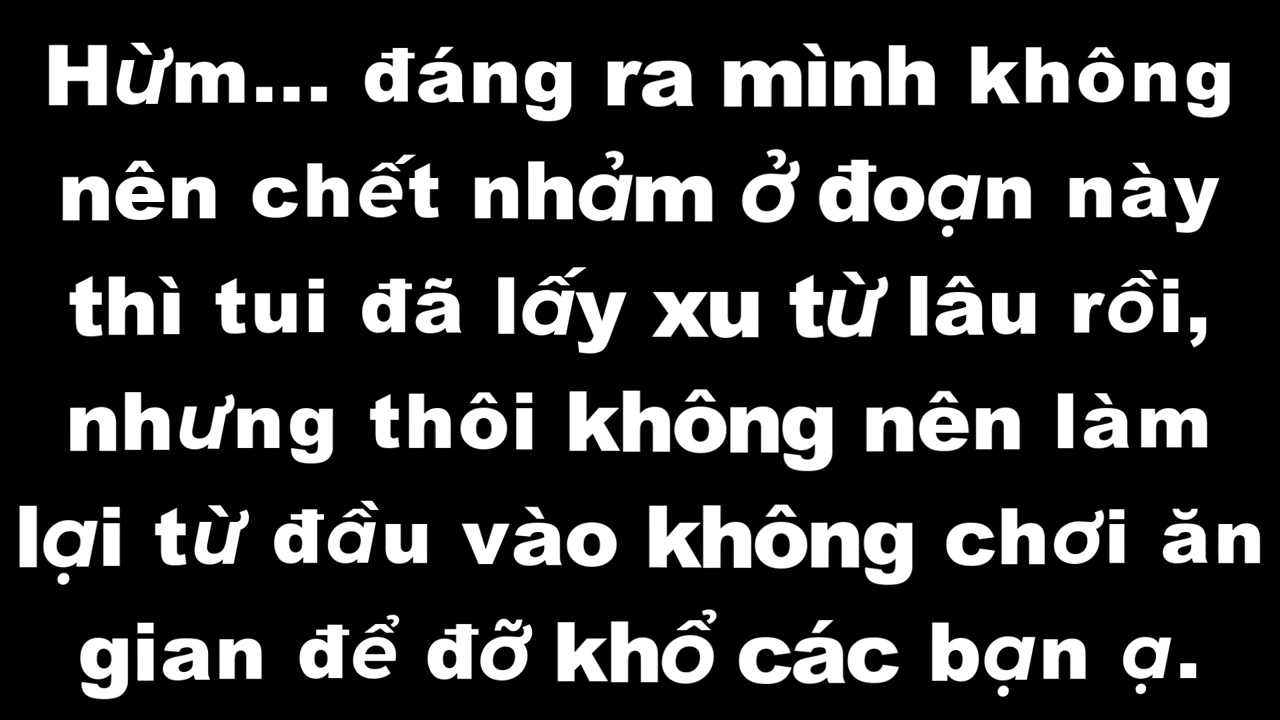 Hừm... đáng ra mình không
nên chết nhảm ở đoạn này
thì tui đã lấy xu từ lâu rồi,
nhưng thôi không nên làm
lại từ đầu vào không chơi ăn
gian để đỡ khổ các bạn ạ.